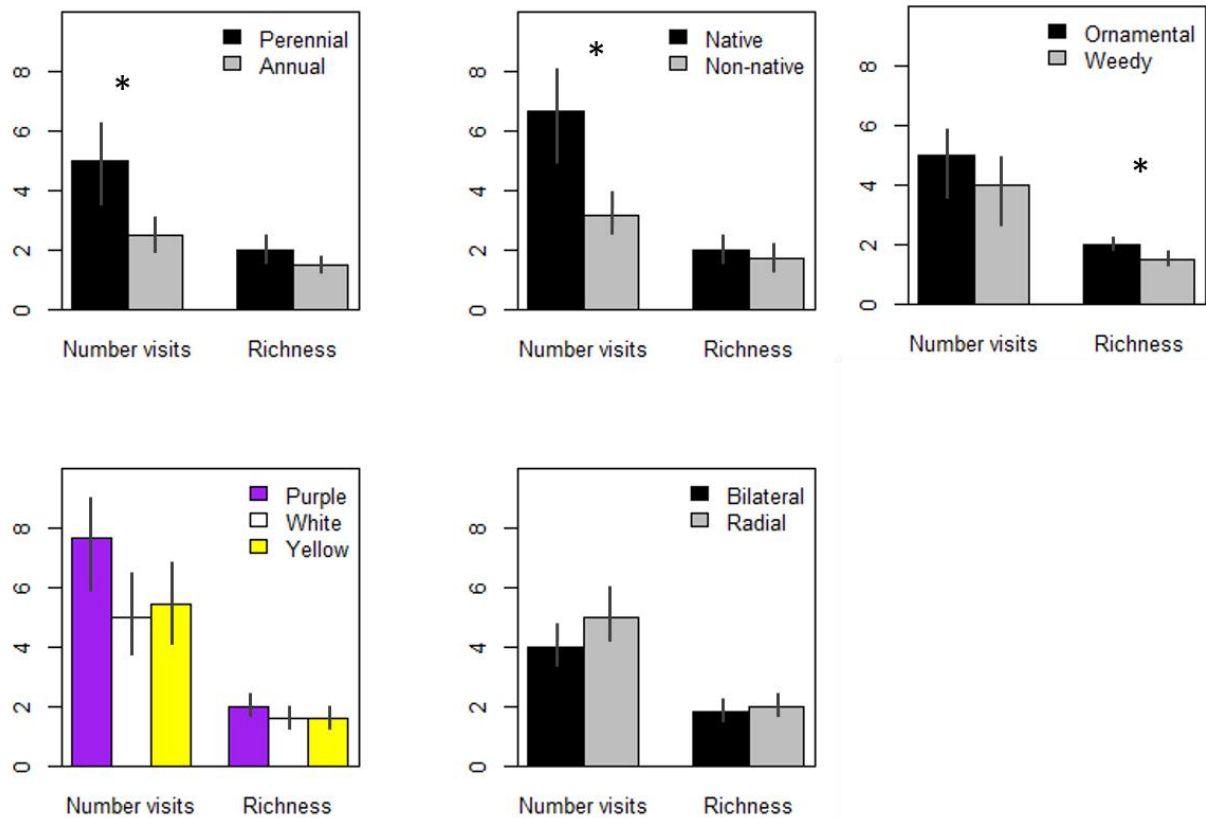 Perennial
Annual
*
8
6
4
2
0
Number visits Richness
Native
Non-native
*
8
6
4
2
0
Number visits Richness
Ornamental
Weedy
*
8
6
4
2
0
Number visits Richness
Purple
White
Yellow
8
6
4
2
0
Number visits Richness
Bilateral
Radial
8
6
4
2
0
Number visits Richness